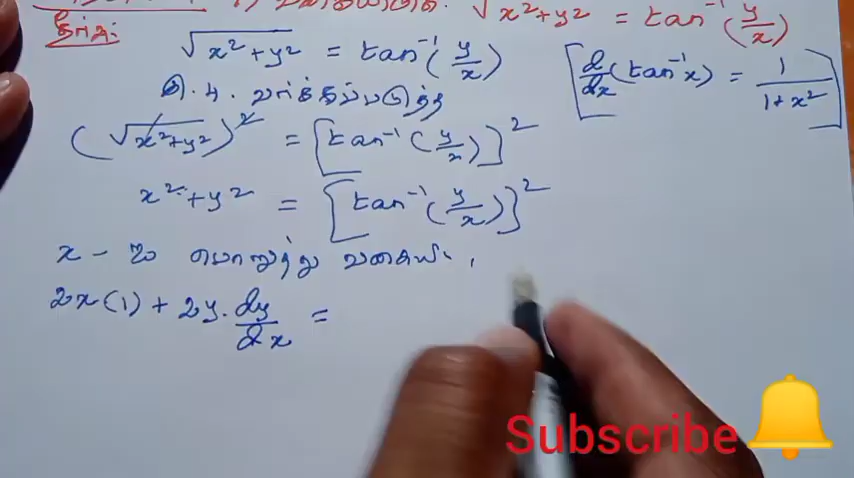 √x²+y² = tan⁻¹(y/x)
தீர்வு:
√x²+y² = tan⁻¹(y/x)
[d/dx(tan⁻¹x) = 1/1+x²]
இ.பு. வர்க்கப்படுத்த
(√x²+y²)² = [tan⁻¹(y/x)]²
x²+y² = [tan⁻¹(y/x)]²
x - ஐ பொறுத்து வகையிட,
2x(1) + 2y.dy/dx =
Subscribe